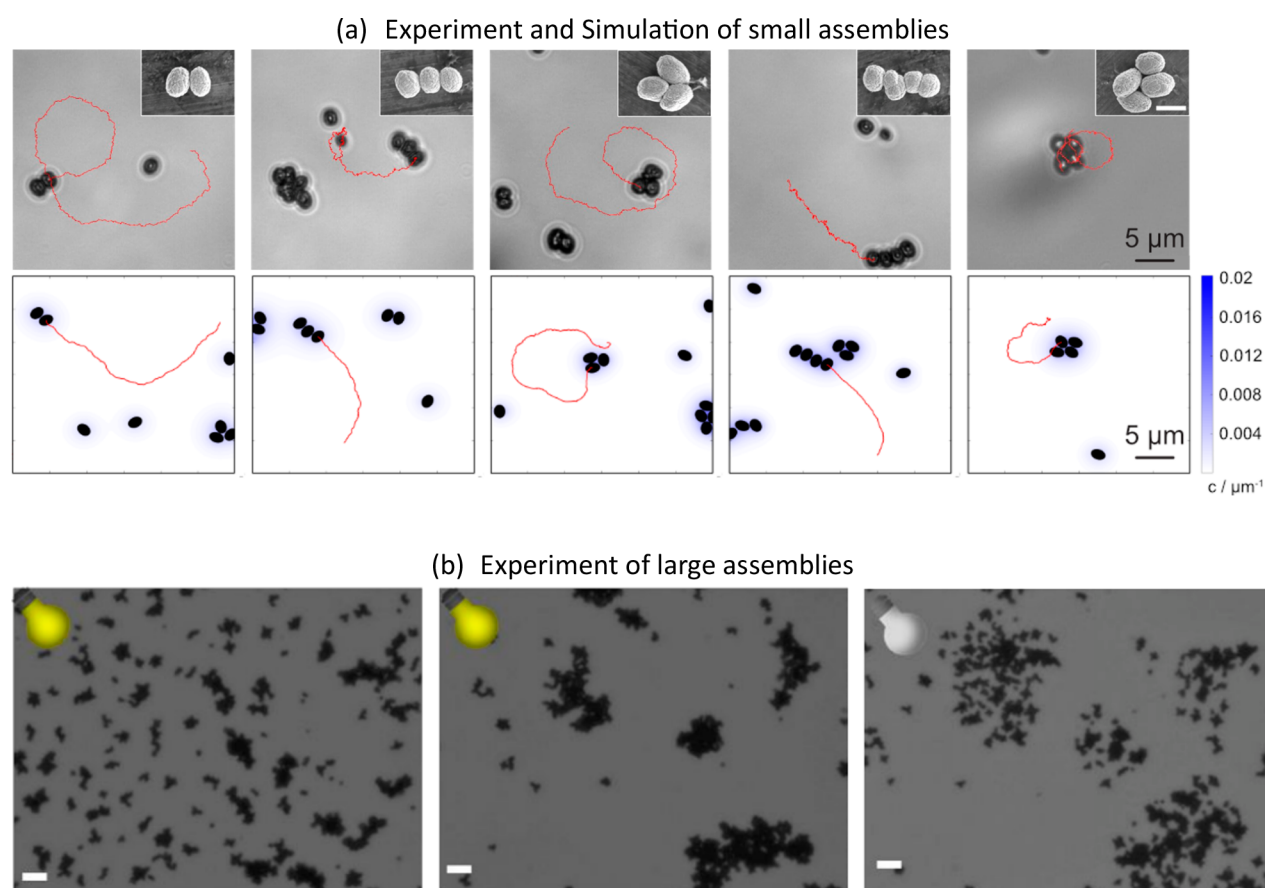 (a) Experiment and Simulation of small assemblies
5 μm
0.02
0.016
0.012
0.008
0.004
5 μm
c / μm⁻¹
(b) Experiment of large assemblies